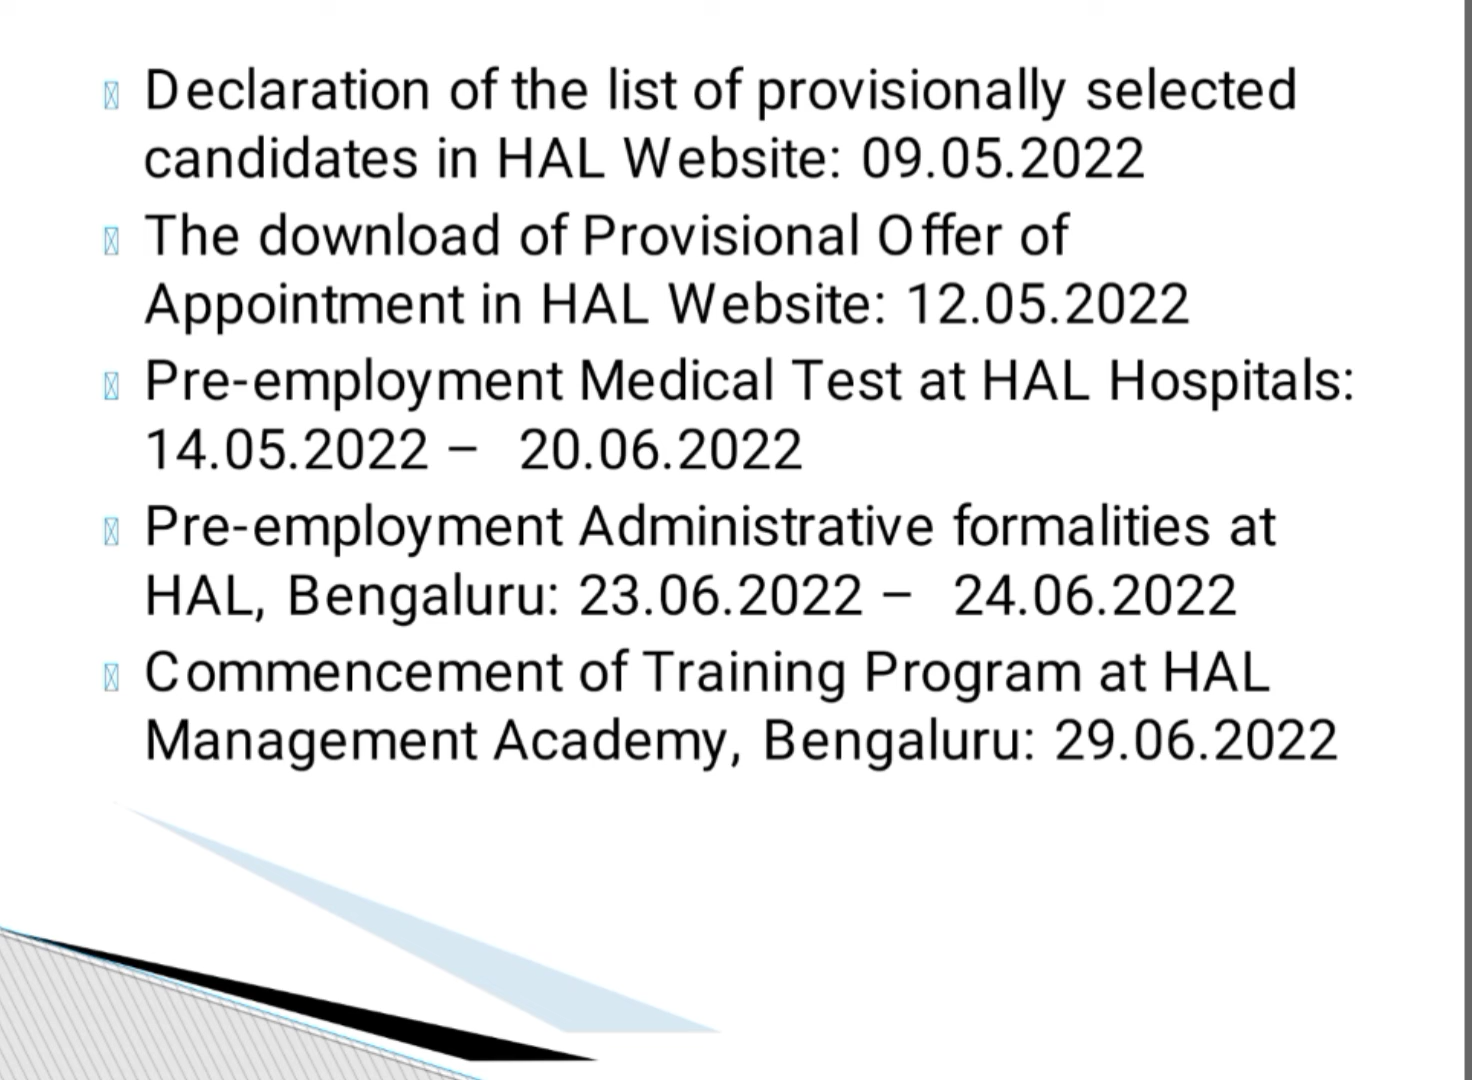 Declaration of the list of provisionally selected
candidates in HAL Website: 09.05.2022
The download of Provisional Offer of
Appointment in HAL Website: 12.05.2022
Pre-employment Medical Test at HAL Hospitals:
14.05.2022 – 20.06.2022
Pre-employment Administrative formalities at
HAL, Bengaluru: 23.06.2022 – 24.06.2022
Commencement of Training Program at HAL
Management Academy, Bengaluru: 29.06.2022